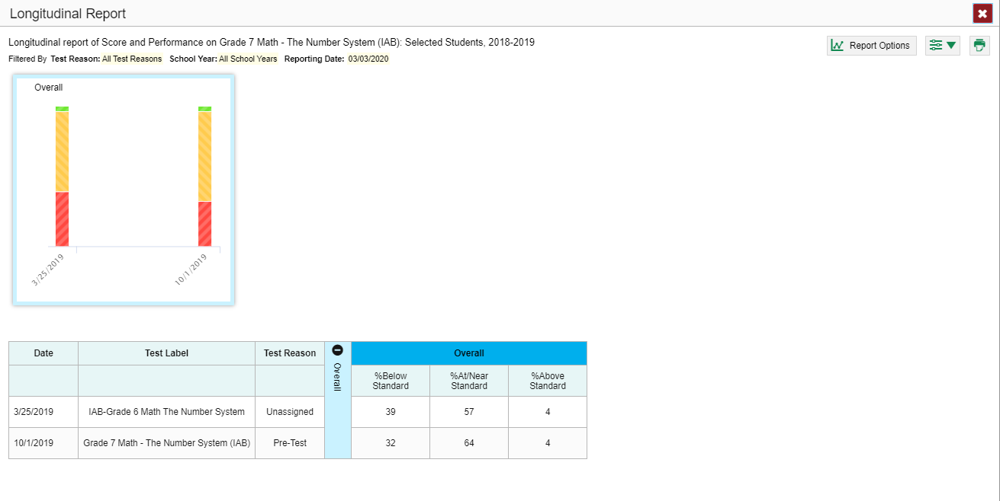 Longitudinal Report
Longitudinal report of Score and Performance on Grade 7 Math - The Number System (IAB): Selected Students, 2018-2019
Filtered By Test Reason: All Test Reasons School Year: All School Years Reporting Date: 03/03/2020
Report Options
Overall
3/25/2019
10/1/2019
Date Test Label Test Reason Overall Overall
%Below Standard %At/Near Standard %Above Standard
3/25/2019 IAB-Grade 6 Math The Number System Unassigned 39 57 4
10/1/2019 Grade 7 Math - The Number System (IAB) Pre-Test 32 64 4